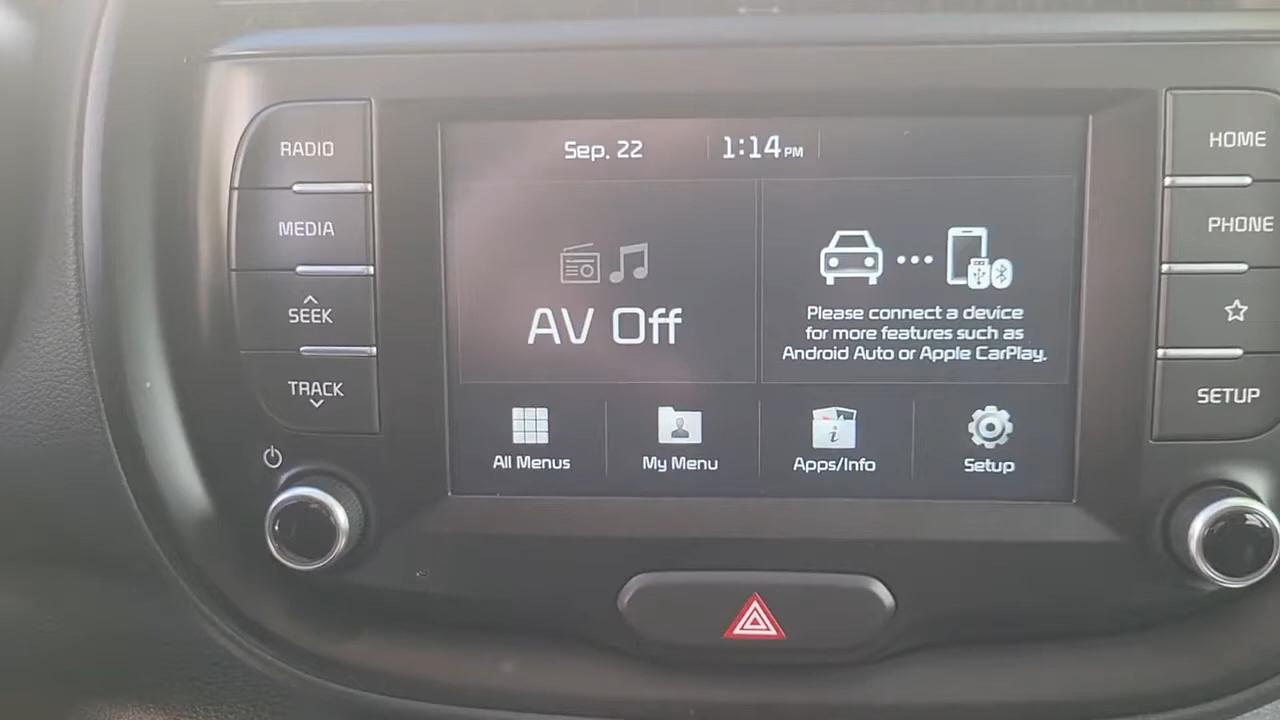 RADIO
MEDIA
SEEK
TRACK
Sep. 22
1:14 PM
AV Off
Please connect a device
for more features such as
Android Auto or Apple CarPlay.
All Menus
My Menu
Apps/Info
Setup
HOME
PHONE
SETUP